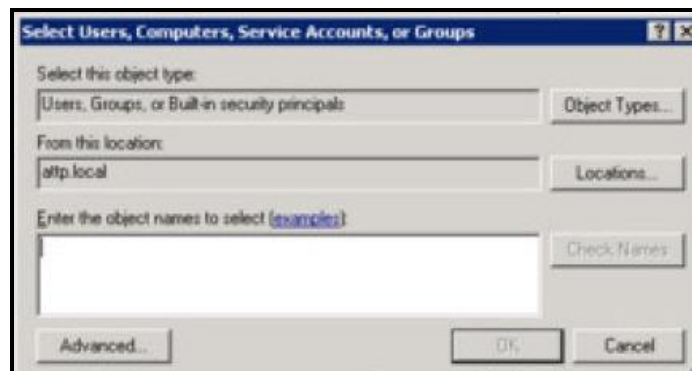 Select Users, Computers, Service Accounts, or Groups
Select this object type:
Users, Groups, or Built-in security principals
Object Types...
From this location:
attp.local
Locations...
Enter the object names to select (examples):
Check Names
Advanced...
OK
Cancel